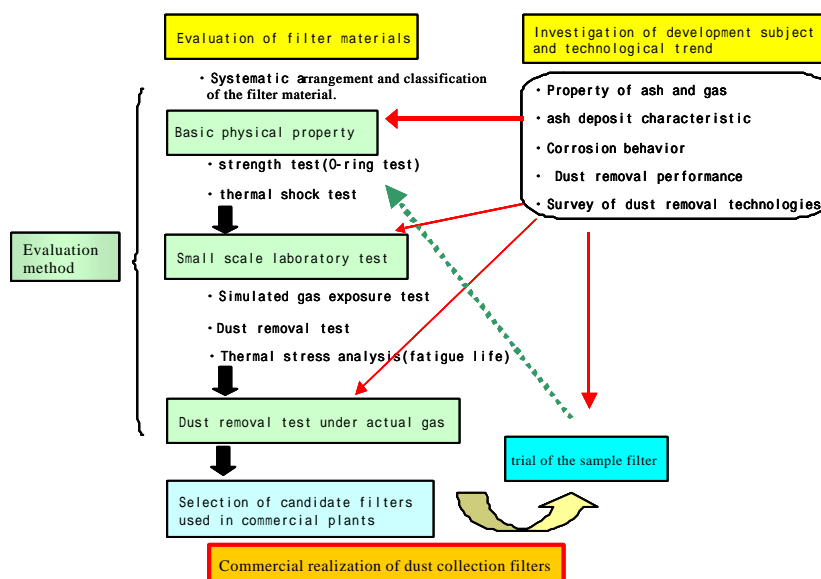 Evaluation of filter materials
Investigation of development subject
and technological trend
・Systematic arrangement and classification
of the filter material.
Basic physical property
・strength test(O-ring test)
・thermal shock test
・Property of ash and gas
・ash deposit characteristic
・Corrosion behavior
・ Dust removal performance
・Survey of dust removal technologies
Evaluation
method
Small scale laboratory test
・Simulated gas exposure test
・Dust removal test
・Thermal stress analysis(fatigue life)
Dust removal test under actual gas
trial of the sample filter
Selection of candidate filters
used in commercial plants
Commercial realization of dust collection filters